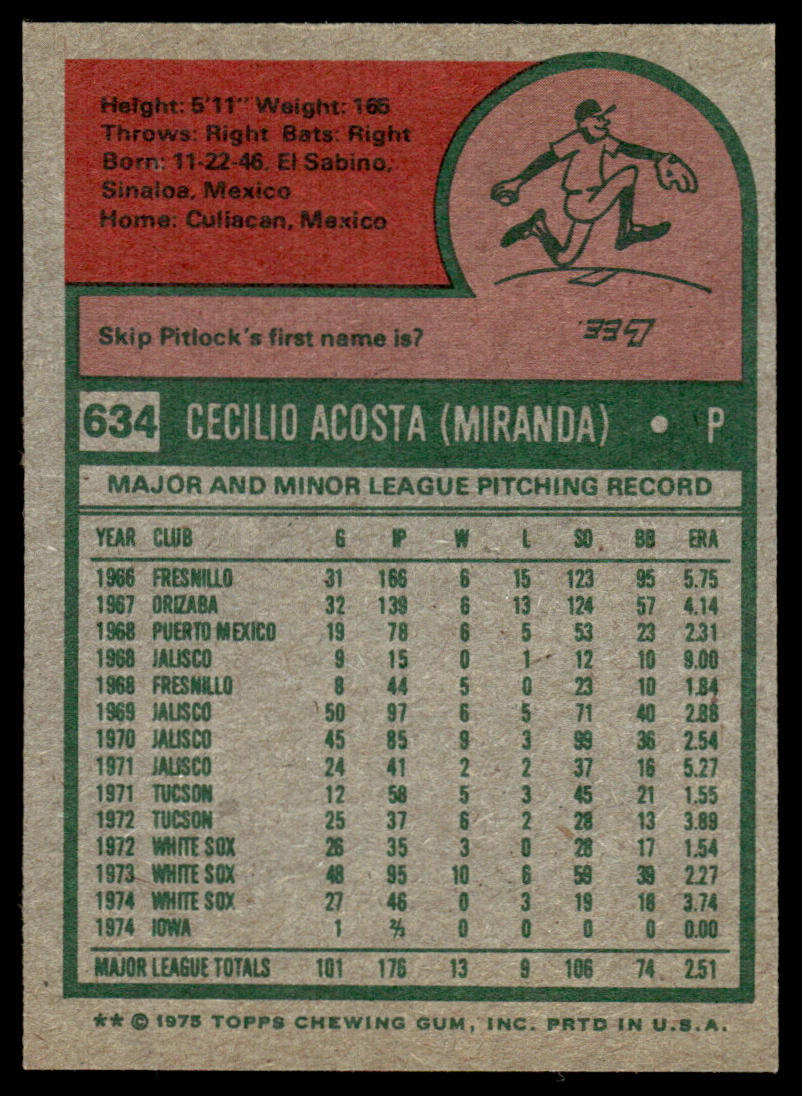 Height: 5'11" Weight: 165
Throws: Right Bats: Right
Born: 11-22-46, El Sabino,
Sinaloa, Mexico
Home: Culiacan, Mexico
Skip Pitlock's first name is?
Lee.
634 CECILIO ACOSTA (MIRANDA) • P
MAJOR AND MINOR LEAGUE PITCHING RECORD
YEAR CLUB G IP W L SO BB ERA
1966 FRESNILLO 31 166 6 15 123 95 5.75
1967 ORIZABA 32 139 6 13 124 57 4.14
1968 PUERTO MEXICO 19 78 6 5 53 23 2.31
1968 JALISCO 9 15 0 1 12 10 9.00
1968 FRESNILLO 8 44 5 0 23 10 1.84
1969 JALISCO 50 97 6 5 71 40 2.88
1970 JALISCO 45 85 9 3 99 36 2.54
1971 JALISCO 24 41 2 2 37 16 5.27
1971 TUCSON 12 58 5 3 45 21 1.55
1972 TUCSON 25 37 6 2 29 13 3.89
1972 WHITE SOX 26 35 3 0 28 17 1.54
1973 WHITE SOX 48 95 10 6 59 39 2.27
1974 WHITE SOX 27 46 0 3 19 18 3.74
1974 IOWA 1 ⅔ 0 0 0 0 0.00
MAJOR LEAGUE TOTALS 101 176 13 9 106 74 2.51
** © 1975 TOPPS CHEWING GUM, INC. PRTD IN U.S.A.